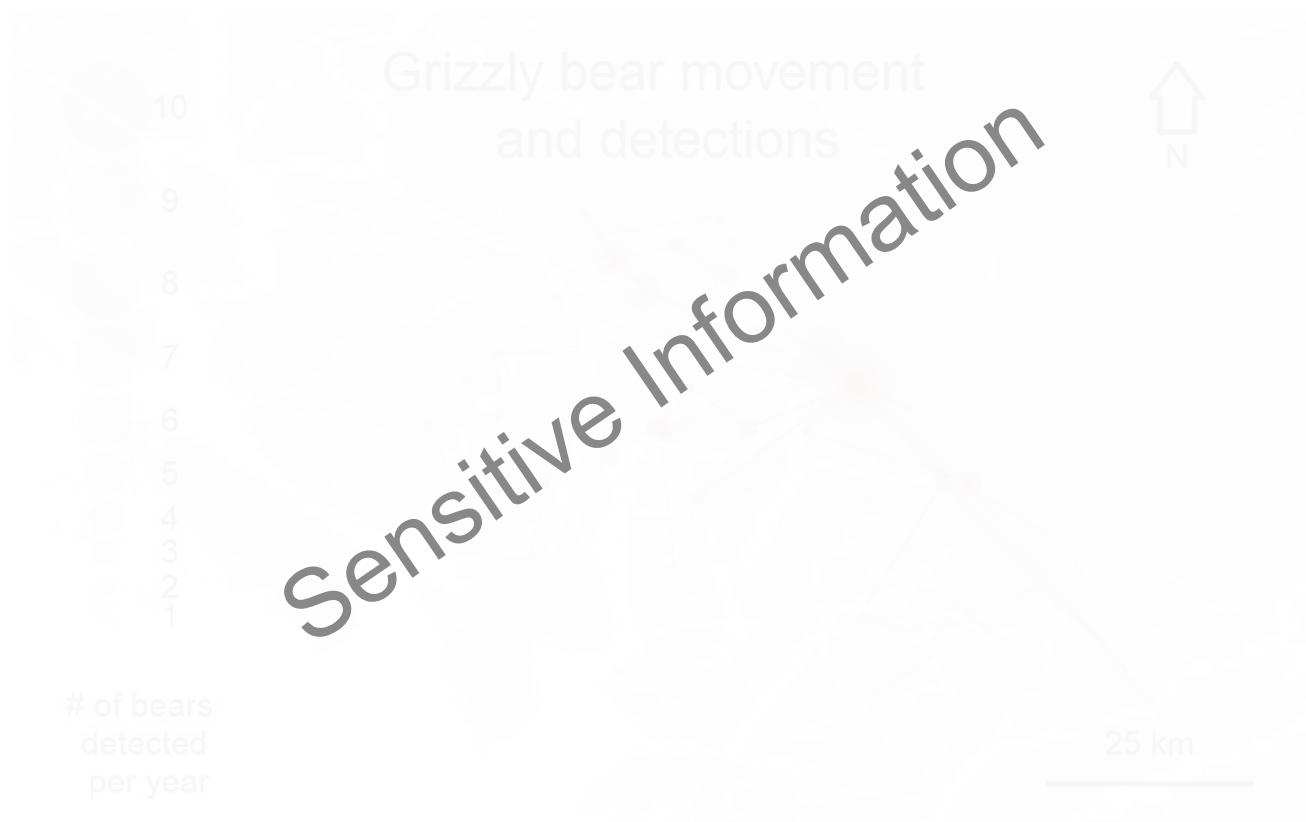 Grizzly bear movement
and detections
N
10
9
8
7
6
5
4
3
2
1
# of bears
detected
per year
25 km
Sensitive Information